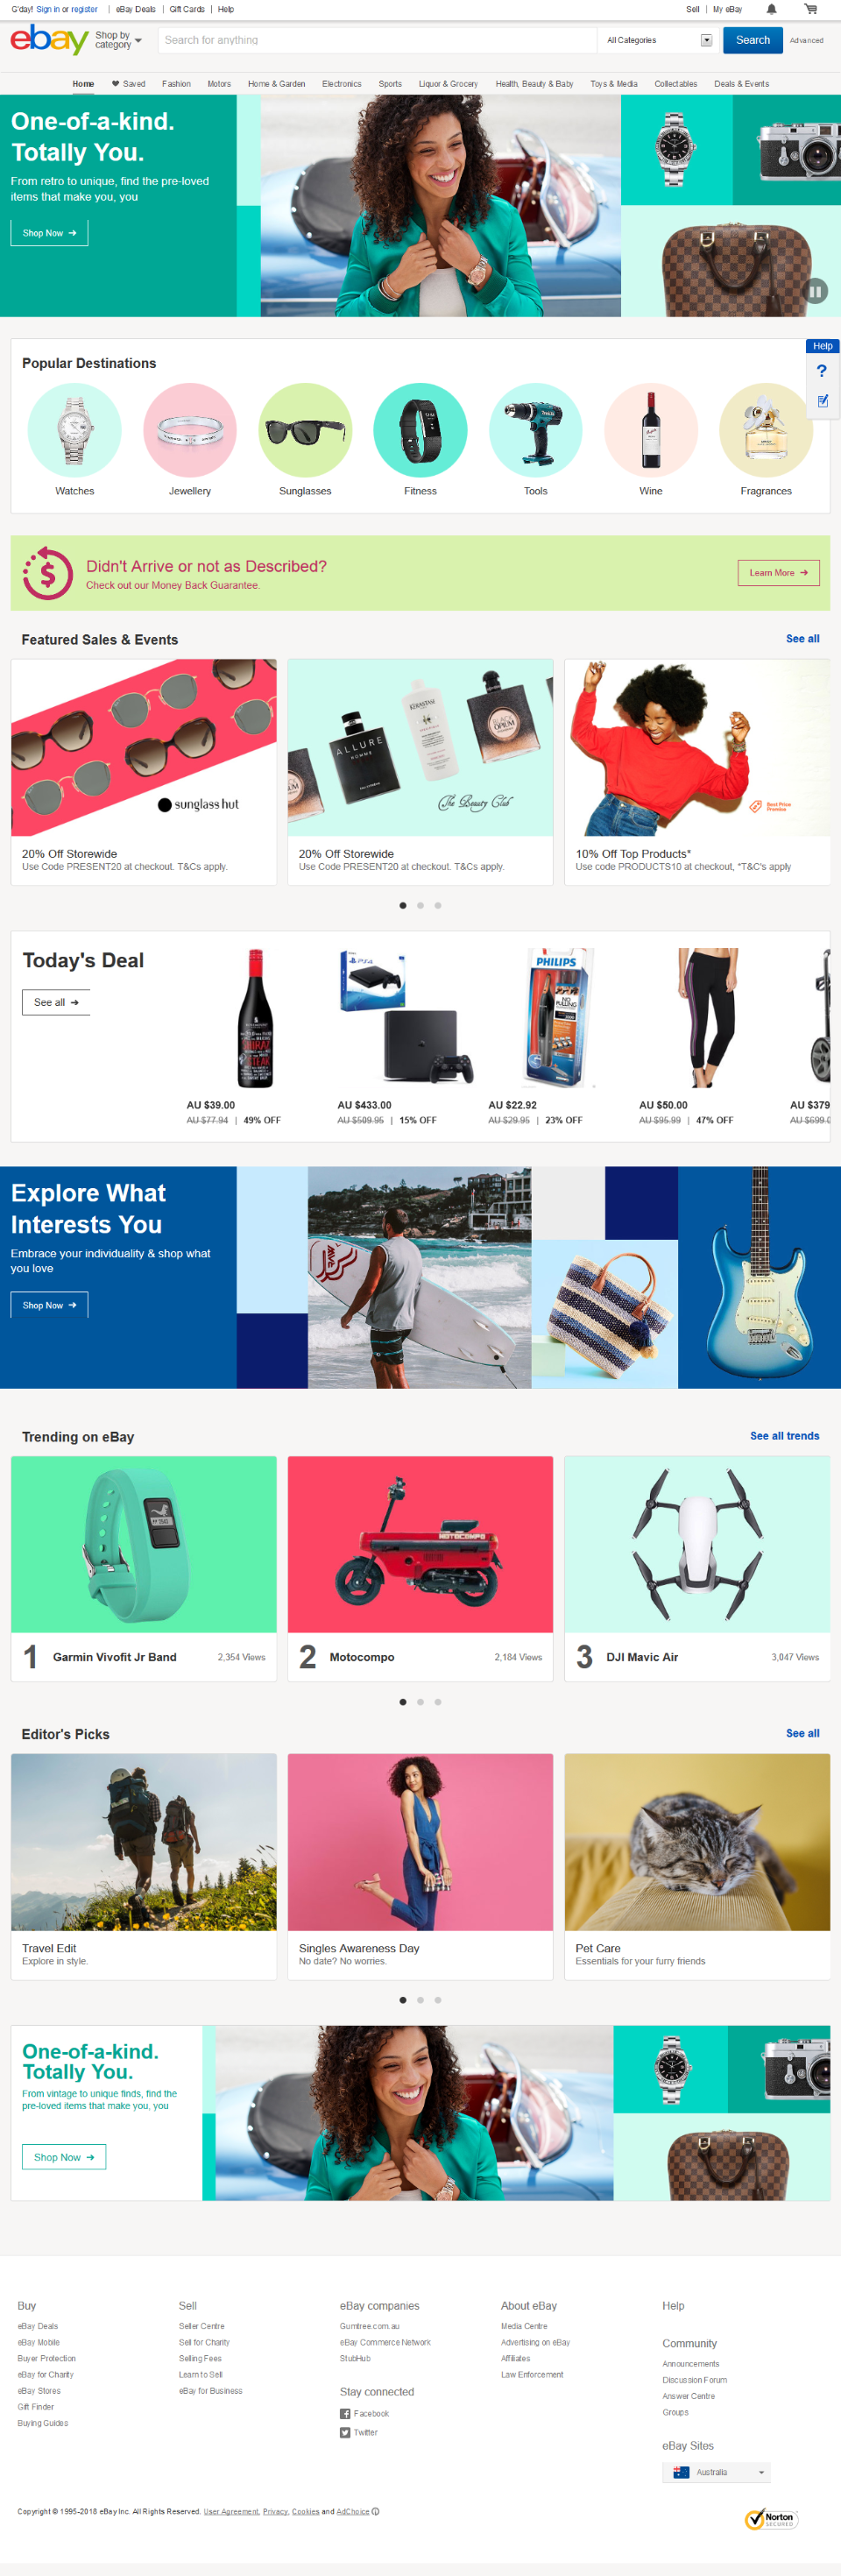 G'day! Sign in or register | eBay Deals | Gift Cards | Help
Sell | My eBay
ebay
Shop by category
Search for anything
All Categories
Search
Advanced
Home
Saved
Fashion
Motors
Home & Garden
Electronics
Sports
Liquor & Grocery
Health, Beauty & Baby
Toys & Media
Collectables
Deals & Events
One-of-a-kind.
Totally You.
From retro to unique, find the pre-loved
items that make you, you
Shop Now →
Help
?
Popular Destinations
Watches
Jewellery
Sunglasses
Fitness
Tools
Wine
Fragrances
Didn't Arrive or not as Described?
Check out our Money Back Guarantee.
Learn More →
Featured Sales & Events
See all
sunglass hut
ALLURE
HOMME
KÉRASTASE
BLACK
OPIUM
The Beauty Club
Best Price
Promise
20% Off Storewide
Use Code PRESENT20 at checkout. T&Cs apply.
20% Off Storewide
Use Code PRESENT20 at checkout. T&Cs apply.
10% Off Top Products*
Use code PRODUCTS10 at checkout, *T&C's apply
Today's Deal
See all →
PS4
PHILIPS
AU $39.00
AU $77.94 | 49% OFF
AU $433.00
AU $509.95 | 15% OFF
AU $22.92
AU $29.95 | 23% OFF
AU $50.00
AU $95.99 | 47% OFF
AU $379
AU $599.0
Explore What
Interests You
Embrace your individuality & shop what
you love
Shop Now →
Trending on eBay
See all trends
MOTOCOMPO
1 Garmin Vivofit Jr Band 2,354 Views
2 Motocompo 2,184 Views
3 DJI Mavic Air 3,047 Views
Editor's Picks
See all
Travel Edit
Explore in style.
Singles Awareness Day
No date? No worries.
Pet Care
Essentials for your furry friends
One-of-a-kind.
Totally You.
From vintage to unique finds, find the
pre-loved items that make you, you
Shop Now →
Buy
eBay Deals
eBay Mobile
Buyer Protection
eBay for Charity
eBay Stores
Gift Finder
Buying Guides
Sell
Seller Centre
Sell for Charity
Selling Fees
Learn to Sell
eBay for Business
eBay companies
Gumtree.com.au
eBay Commerce Network
StubHub
Stay connected
Facebook
Twitter
About eBay
Media Centre
Advertising on eBay
Affiliates
Law Enforcement
Help
Community
Announcements
Discussion Forum
Answer Centre
Groups
eBay Sites
Australia
Copyright © 1995-2018 eBay Inc. All Rights Reserved. User Agreement, Privacy, Cookies and AdChoice
Norton
SECURED